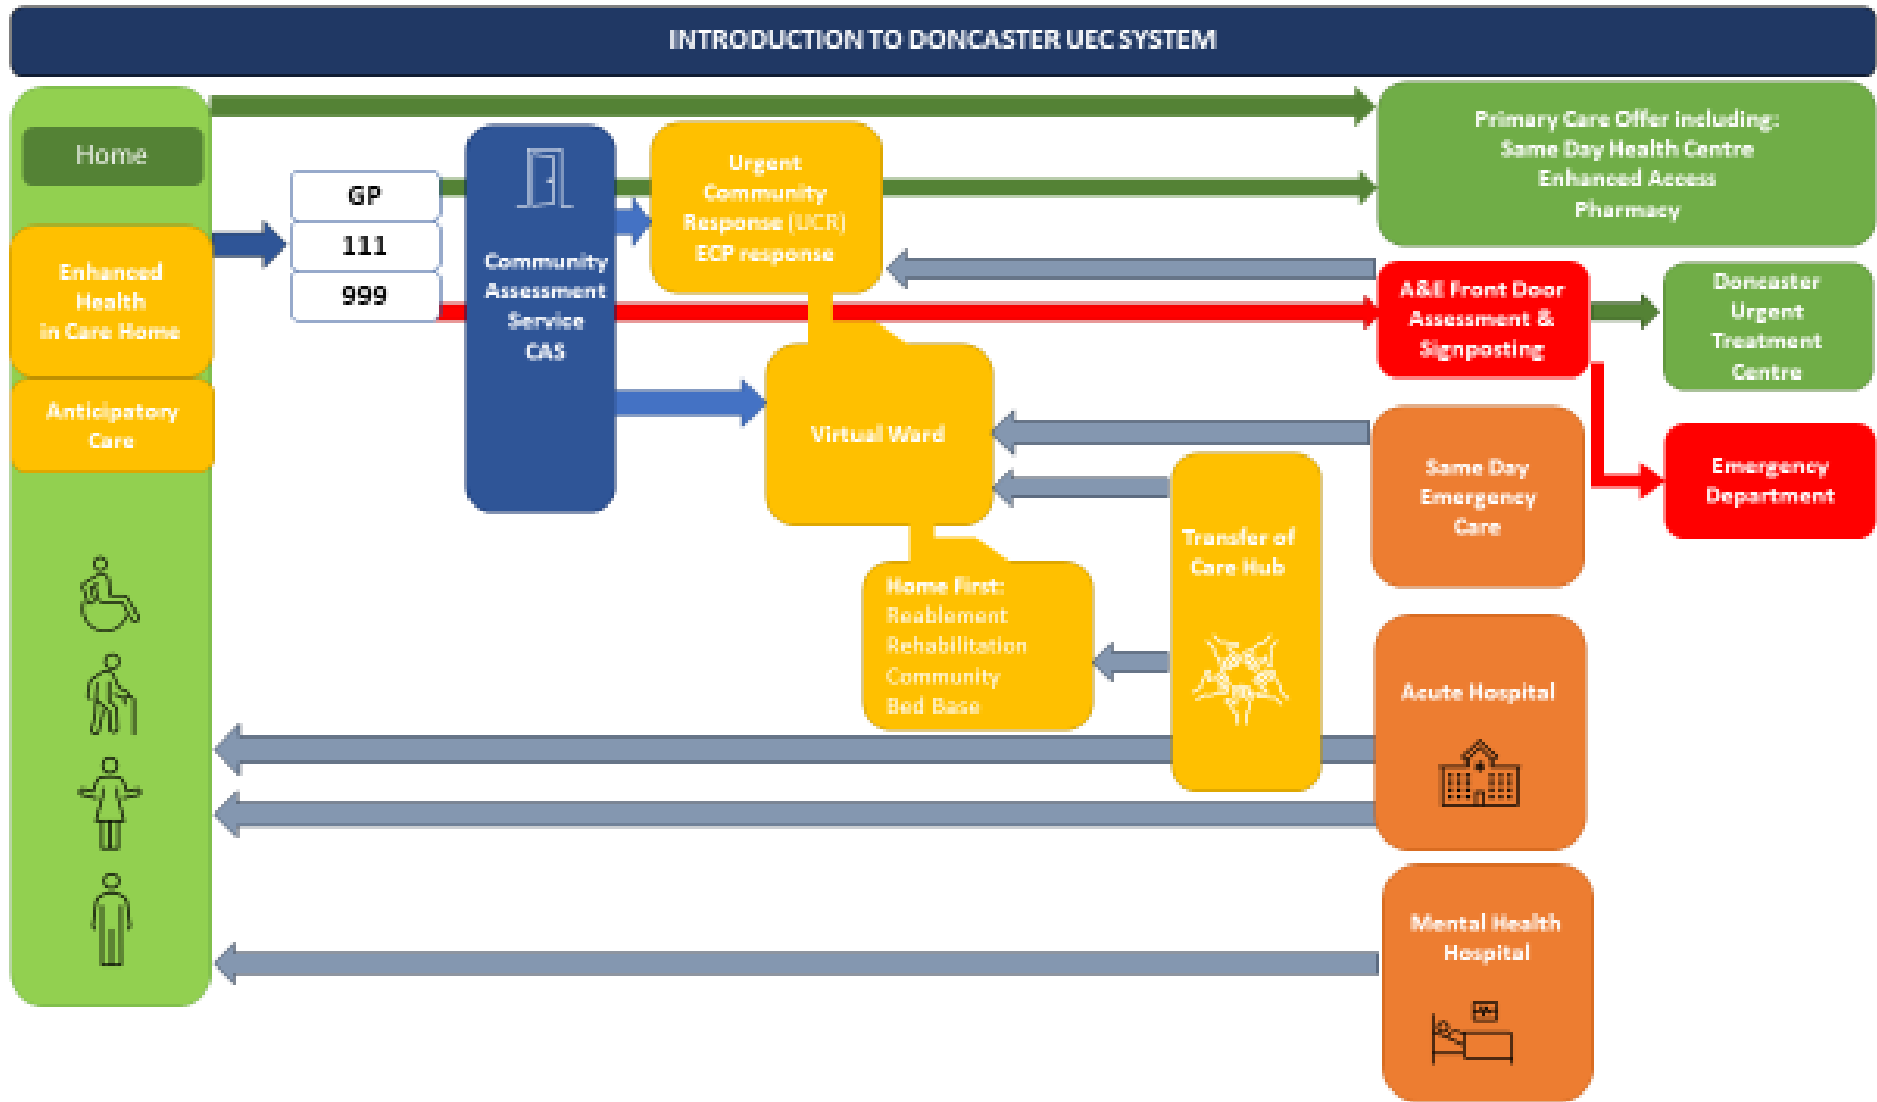 INTRODUCTION TO DONCASTER UEC SYSTEM
Home
Enhanced
Health
in Care Home
Anticipatory
Care
GP
111
999
Community
Assessment
Service
CAS
Urgent
Community
Response (UCR)
ECP response
Virtual Ward
Home First:
Reablement
Rehabilitation
Community
Bed Base
Transfer of
Care Hub
Primary Care Offer including:
Same Day Health Centre
Enhanced Access
Pharmacy
A&E Front Door
Assessment &
Signposting
Doncaster
Urgent
Treatment
Centre
Same Day
Emergency
Care
Emergency
Department
Acute Hospital
Mental Health
Hospital